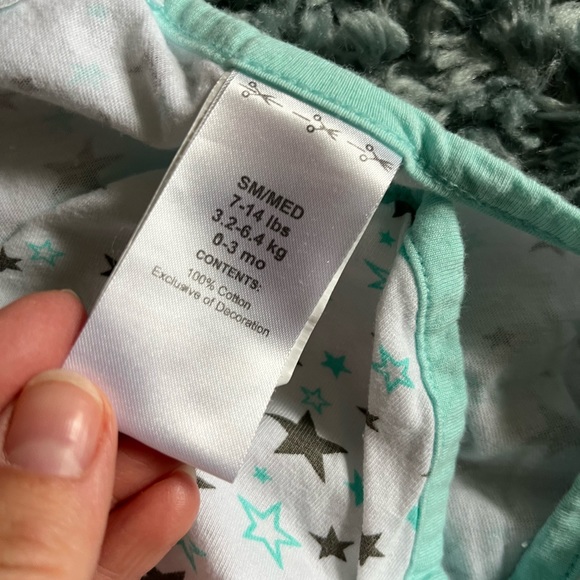 SM/MED
7-14 lbs
3.2-6.4 kg
0-3 mo
CONTENTS:
100% Cotton
Exclusive of Decoration